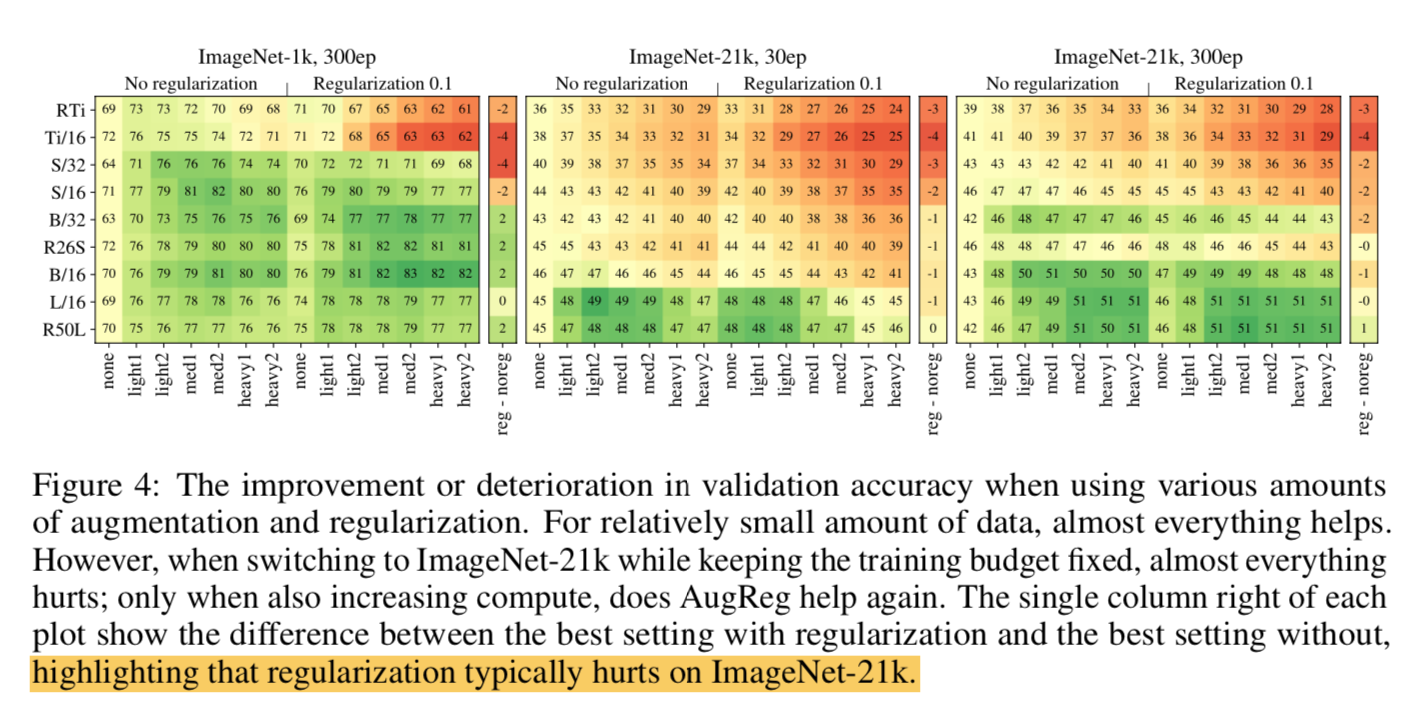 ImageNet-1k, 300ep ImageNet-21k, 30ep ImageNet-21k, 300ep
No regularization Regularization 0.1 No regularization Regularization 0.1 No regularization Regularization 0.1
RTi 69 73 73 72 70 69 68 71 70 67 65 63 62 61 -2 36 35 33 32 31 30 29 33 31 28 27 26 25 24 -3 39 38 37 36 35 34 33 36 34 32 31 30 29 28 -3
Ti/16 72 76 75 75 74 72 71 71 72 68 65 63 63 62 -4 38 37 35 34 33 32 31 34 32 29 27 26 25 25 -4 41 41 40 39 37 37 36 38 36 34 33 32 31 29 -4
S/32 64 71 76 76 76 74 74 70 72 72 71 71 69 68 -4 40 39 38 37 35 35 34 37 34 33 32 31 30 29 -3 43 43 43 42 42 41 40 41 40 39 38 36 36 35 -2
S/16 71 77 79 81 82 80 80 76 79 80 79 79 77 77 -2 44 43 43 42 41 40 39 42 40 39 38 37 35 35 -2 46 47 47 47 46 45 45 45 45 43 43 42 41 40 -2
B/32 63 70 73 75 76 75 76 69 74 77 77 78 77 77 2 43 42 43 42 41 40 40 42 40 40 38 38 36 36 -1 42 46 48 47 47 47 46 45 46 46 45 44 44 43 -2
R26S 72 76 78 79 80 80 80 75 78 81 82 82 81 81 2 45 45 43 43 42 41 41 44 44 42 41 40 40 39 -1 46 48 48 47 47 46 46 48 48 46 46 45 44 43 -0
B/16 70 76 79 79 81 80 80 76 79 81 82 83 82 82 2 46 47 47 46 46 45 44 46 45 45 44 43 42 41 -1 43 48 50 51 50 50 50 47 49 49 49 48 48 48 -1
L/16 69 76 77 78 78 76 76 74 78 78 78 79 77 77 0 45 48 49 49 49 48 47 48 48 48 47 46 45 45 -1 43 46 49 49 51 51 51 46 48 51 51 51 51 51 -0
R50L 70 75 76 77 77 76 76 75 78 78 78 79 77 77 2 45 47 48 48 48 47 47 48 48 48 47 47 45 46 0 42 46 47 49 51 50 51 46 48 51 51 51 51 51 1
none light1 light2 med1 med2 heavy1 heavy2 none light1 light2 med1 med2 heavy1 heavy2 reg - noreg none light1 light2 med1 med2 heavy1 heavy2 none light1 light2 med1 med2 heavy1 heavy2 reg - noreg none light1 light2 med1 med2 heavy1 heavy2 none light1 light2 med1 med2 heavy1 heavy2 reg - noreg
Figure 4: The improvement or deterioration in validation accuracy when using various amounts
of augmentation and regularization. For relatively small amount of data, almost everything helps.
However, when switching to ImageNet-21k while keeping the training budget fixed, almost everything
hurts; only when also increasing compute, does AugReg help again. The single column right of each
plot show the difference between the best setting with regularization and the best setting without,
highlighting that regularization typically hurts on ImageNet-21k.